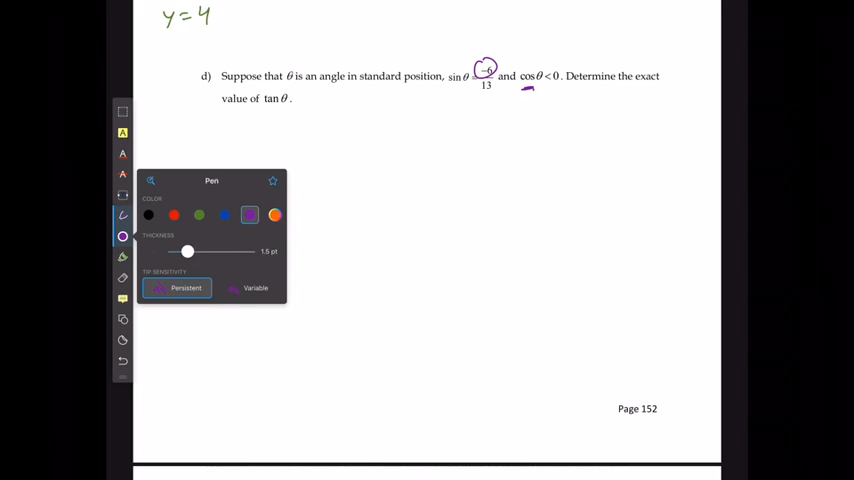 y = 4
d) Suppose that θ is an angle in standard position, sin θ = -6/13 and cos θ < 0. Determine the exact
value of tan θ.
Pen
COLOR
THICKNESS
1.5 pt
TIP SENSITIVITY
Persistent Variable
Page 152